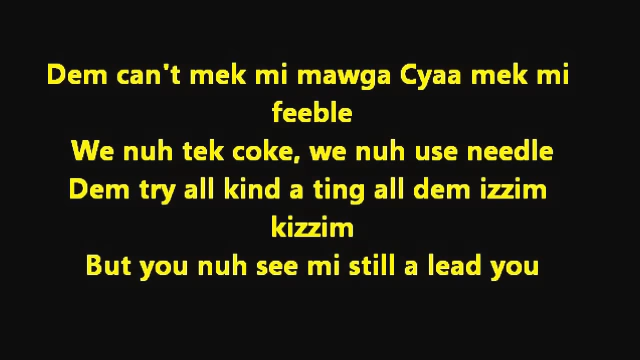 Dem can't mek mi mawga Cyaa mek mi
feeble
We nuh tek coke, we nuh use needle
Dem try all kind a ting all dem izzim
kizzim
But you nuh see mi still a lead you